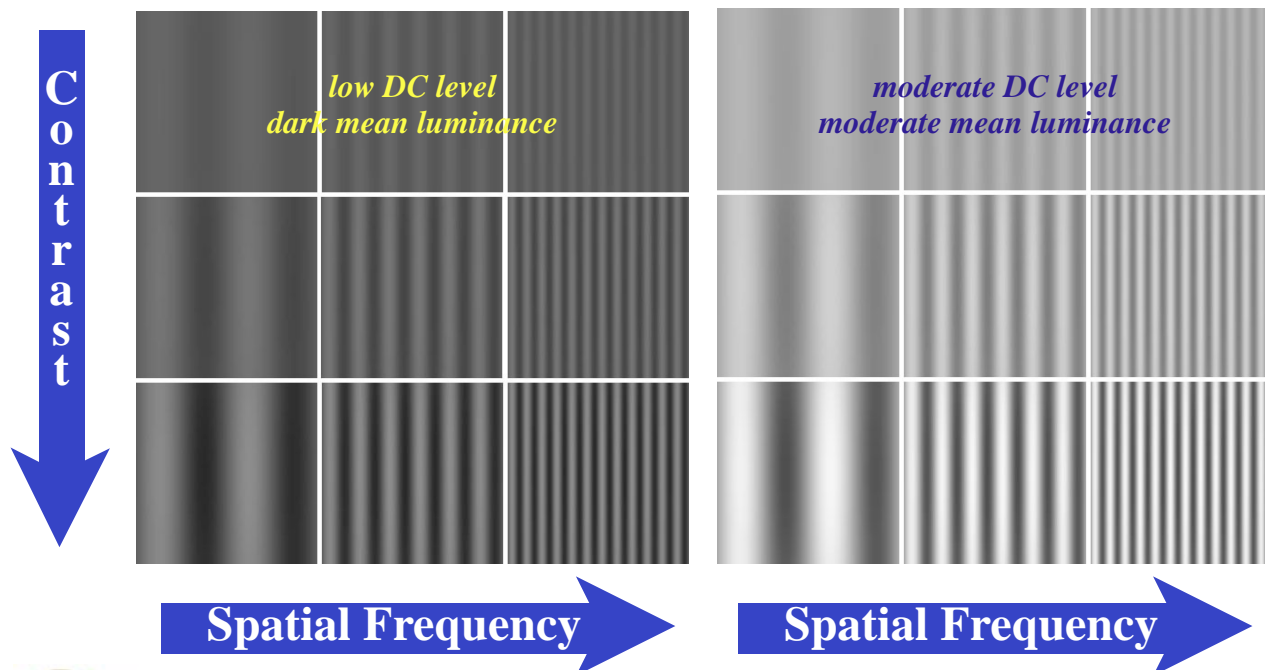 Contrast
low DC level
dark mean luminance
moderate DC level
moderate mean luminance
Spatial Frequency
Spatial Frequency